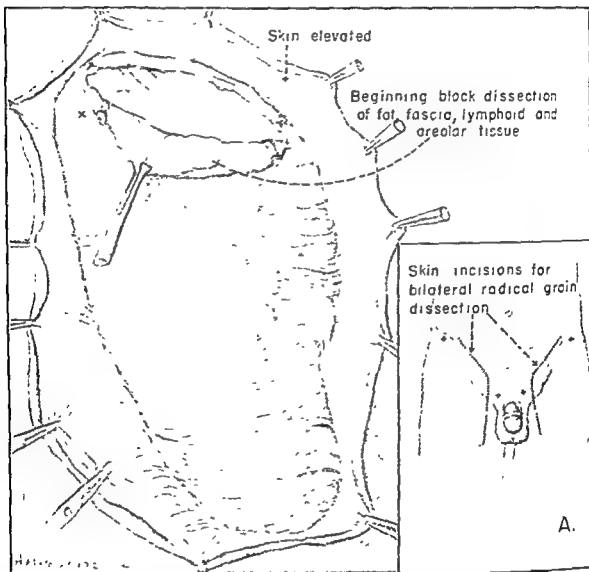 Skin elevated
Beginning block dissection
of fat, fascia, lymphoid and
areolar tissue
Skin incisions for
bilateral radical groin
dissection
A.